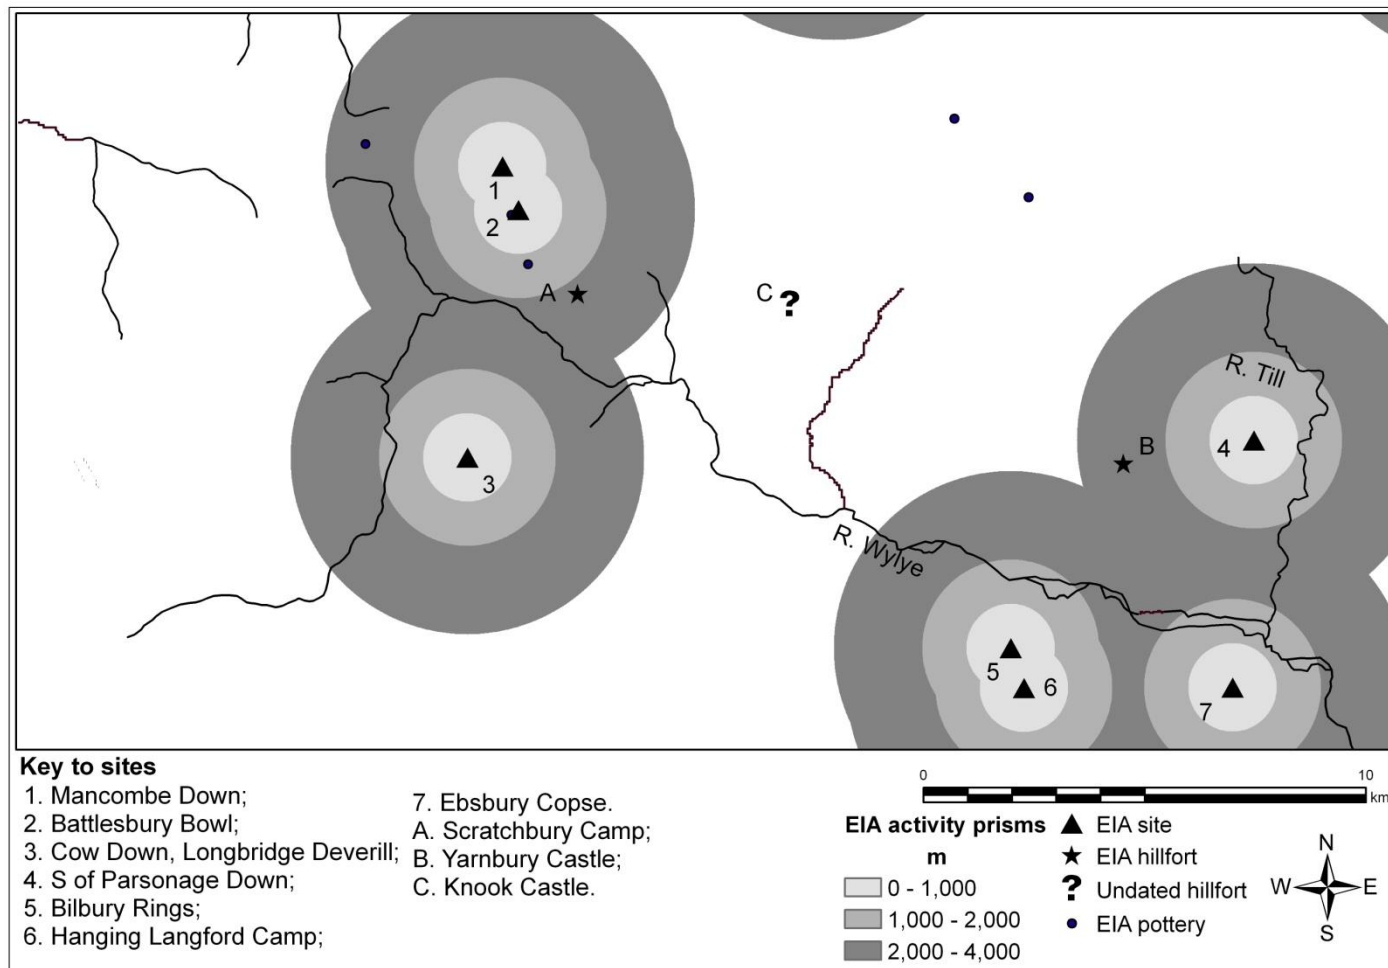 1
2
A
C ?
R. Till
B
4
3
R. Wylye
5
6
7
Key to sites
1. Mancombe Down;
2. Battlesbury Bowl;
3. Cow Down, Longbridge Deverill;
4. S of Parsonage Down;
5. Bilbury Rings;
6. Hanging Langford Camp;
7. Ebsbury Copse.
A. Scratchbury Camp;
B. Yarnbury Castle;
C. Knook Castle.
0 10
km
EIA activity prisms
m
0 - 1,000
1,000 - 2,000
2,000 - 4,000
EIA site
EIA hillfort
? Undated hillfort
EIA pottery
N
W E
S